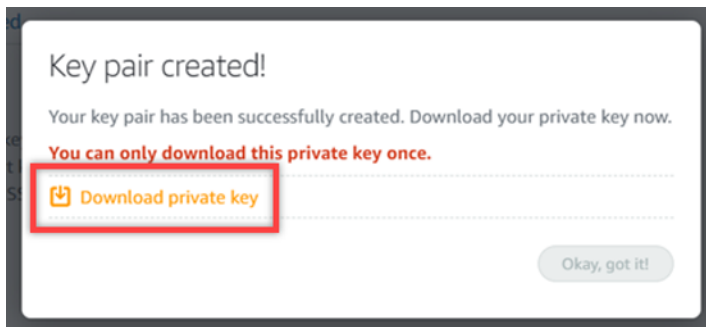 Key pair created!
Your key pair has been successfully created. Download your private key now.
You can only download this private key once.
Download private key
Okay, got it!